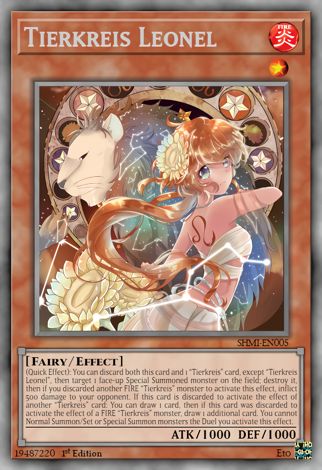 Tierkreis Leonel
FIRE
炎
SHMI-EN005
[Fairy/Effect]
(Quick Effect): You can discard both this card and 1 "Tierkreis" card, except "Tierkreis
Leonel", then target 1 face-up Special Summoned monster on the field; destroy it,
then if you discarded another FIRE "Tierkreis" monster to activate this effect, inflict
500 damage to your opponent. If this card is discarded to activate the effect of
another "Tierkreis" card: You can draw 1 card, then if this card was discarded to
activate the effect of a FIRE "Tierkreis" monster, draw 1 additional card. You cannot
Normal Summon/Set or Special Summon monsters the Duel you activate this effect.
ATK/1000 DEF/1000
19487220 1st Edition Eto